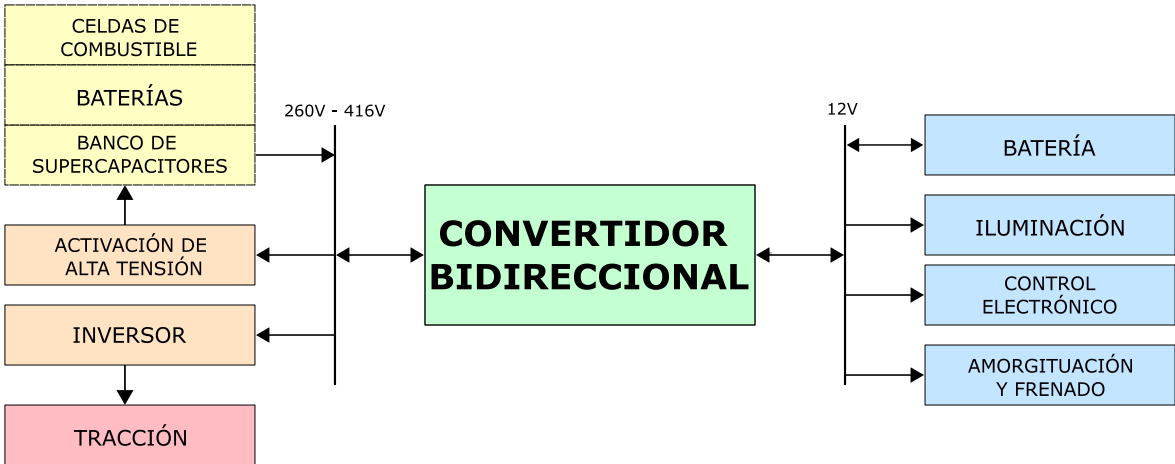 CELDAS DE
COMBUSTIBLE
BATERÍAS
BANCO DE
SUPERCAPACITORES
ACTIVACIÓN DE
ALTA TENSIÓN
INVERSOR
TRACCIÓN
260V - 416V
CONVERTIDOR
BIDIRECCIONAL
12V
BATERÍA
ILUMINACIÓN
CONTROL
ELECTRÓNICO
AMORGITUACIÓN
Y FRENADO